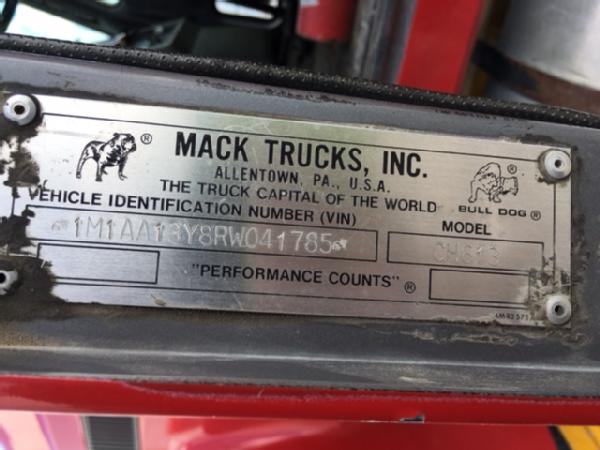 MACK TRUCKS, INC.
ALLENTOWN, PA., U.S.A.
THE TRUCK CAPITAL OF THE WORLD
BULL DOG ®
VEHICLE IDENTIFICATION NUMBER (VIN)
MODEL
1M1AA13Y8RW041785
CH613
"PERFORMANCE COUNTS" ®